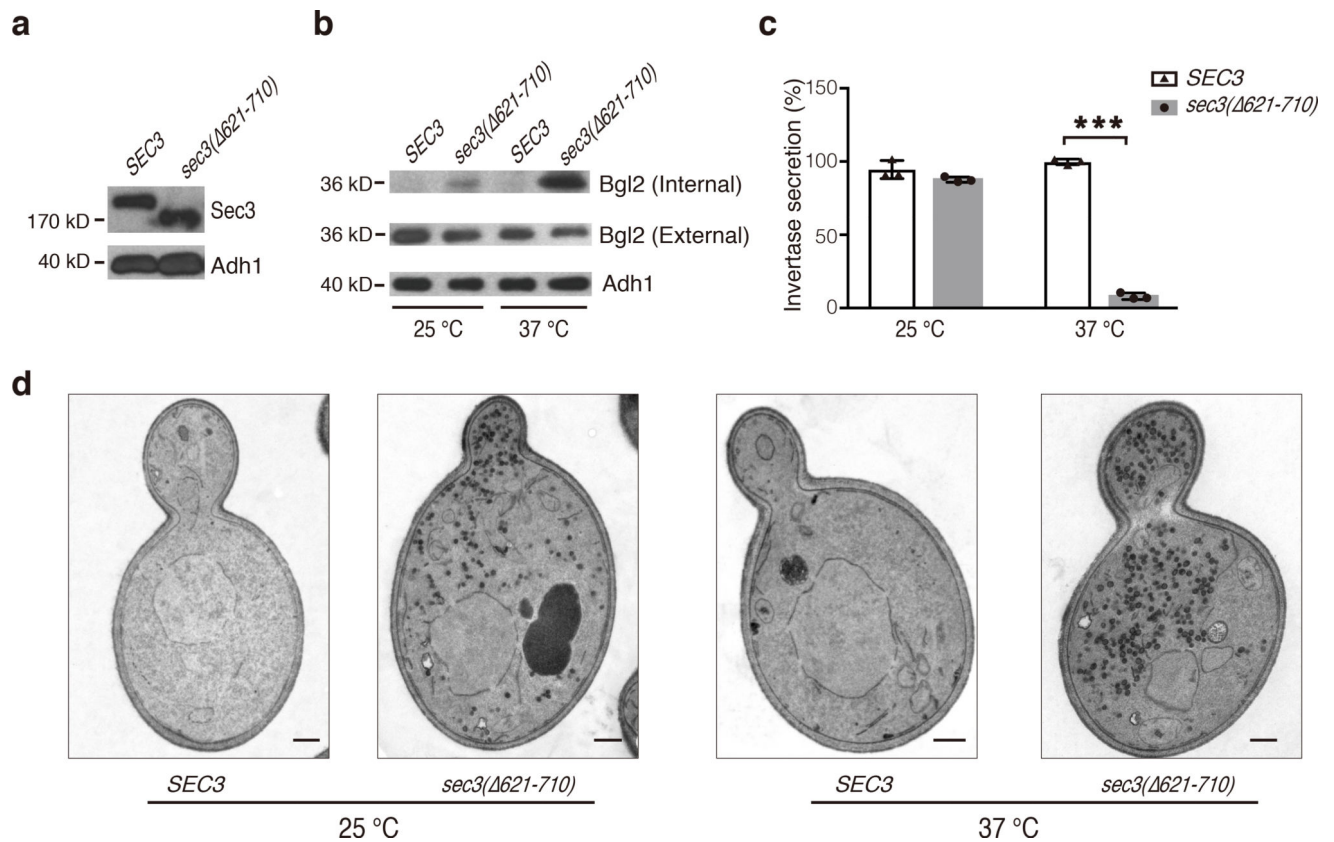 a
SEC3
sec3(Δ621-710)
170 kD
Sec3
40 kD
Adh1
b
SEC3
sec3(Δ621-710)
SEC3
sec3(Δ621-710)
36 kD
Bgl2 (Internal)
36 kD
Bgl2 (External)
40 kD
Adh1
25 °C
37 °C
c
Invertase secretion (%)
150
100
50
0
***
SEC3
sec3(Δ621-710)
25 °C
37 °C
d
SEC3
sec3(Δ621-710)
SEC3
sec3(Δ621-710)
25 °C
37 °C